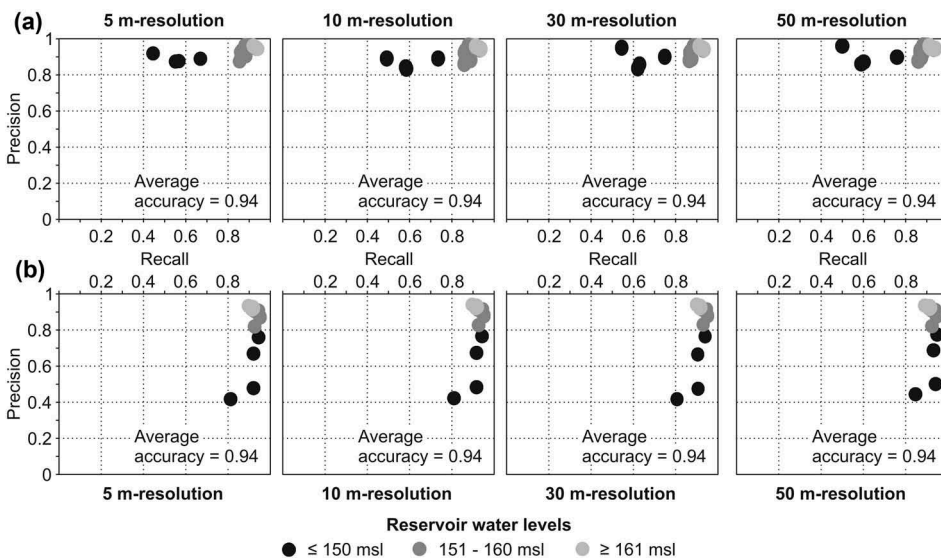 (a)
5 m-resolution 10 m-resolution 30 m-resolution 50 m-resolution
Precision
1
0.8
0.6
0.4
0.2
0
Average
accuracy = 0.94
Average
accuracy = 0.94
Average
accuracy = 0.94
Average
accuracy = 0.94
0.2 0.4 0.6 0.8 0.2 0.4 0.6 0.8 0.2 0.4 0.6 0.8 0.2 0.4 0.6 0.8
Recall Recall Recall Recall
(b)
0.2 0.4 0.6 0.8 0.2 0.4 0.6 0.8 0.2 0.4 0.6 0.8 0.2 0.4 0.6 0.8
Precision
1
0.8
0.6
0.4
0.2
0
Average
accuracy = 0.94
Average
accuracy = 0.94
Average
accuracy = 0.94
Average
accuracy = 0.94
5 m-resolution 10 m-resolution 30 m-resolution 50 m-resolution
Reservoir water levels
≤ 150 msl 151 - 160 msl ≥ 161 msl